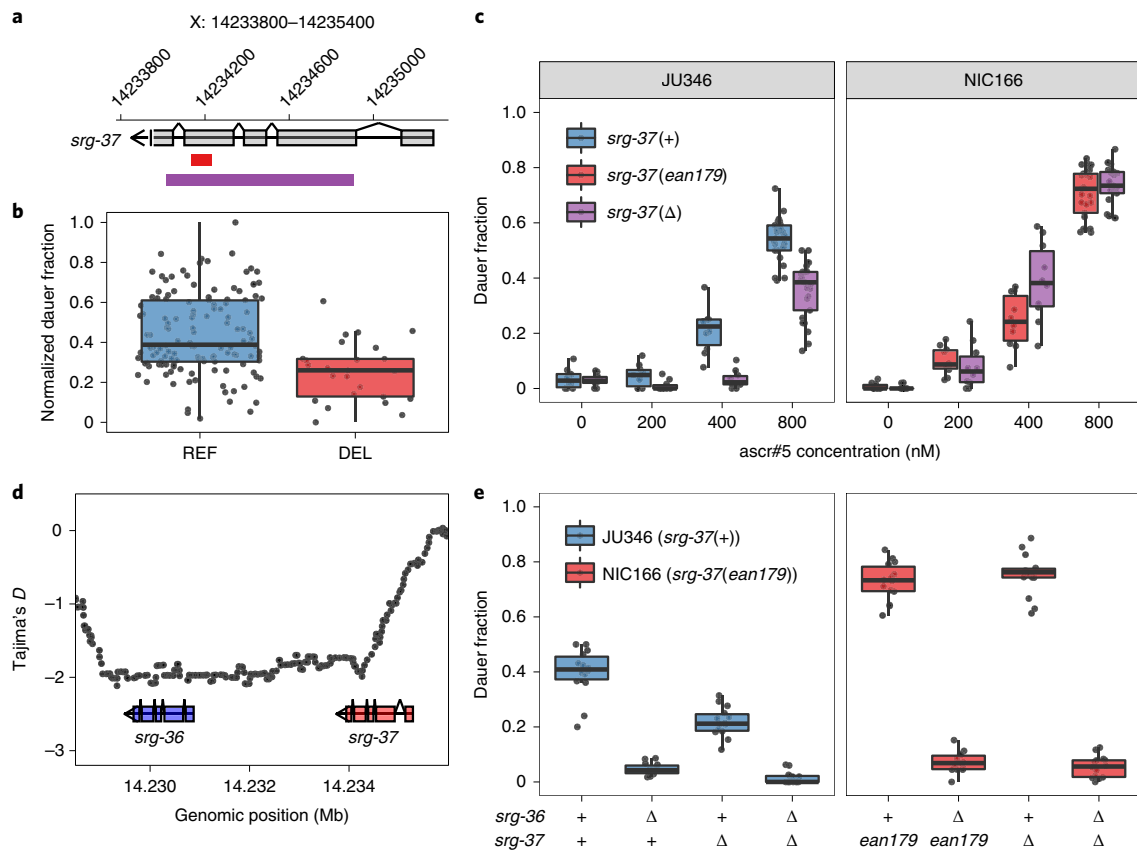 a
X: 14233800–14235400
14233800
14234200
14234600
14235000
srg-37
b
Normalized dauer fraction
1.0
0.8
0.6
0.4
0.2
0
REF DEL
c
JU346 NIC166
Dauer fraction
1.0
0.8
0.6
0.4
0.2
0
srg-37(+)
srg-37(ean179)
srg-37(Δ)
0 200 400 800 0 200 400 800
ascr#5 concentration (nM)
d
Tajima's D
0
–1
–2
–3
srg-36 srg-37
14.230 14.232 14.234
Genomic position (Mb)
e
Dauer fraction
1.0
0.8
0.6
0.4
0.2
0
JU346 (srg-37(+))
NIC166 (srg-37(ean179))
srg-36 + Δ + Δ + Δ + Δ
srg-37 + + Δ Δ ean179 ean179 Δ Δ